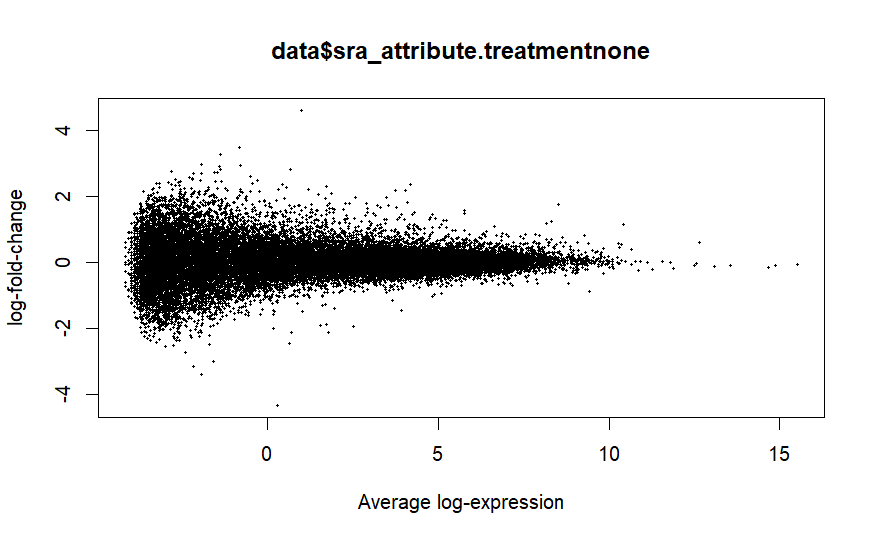 data$sra_attribute.treatmentnone
4
2
0
-2
-4
log-fold-change
0 5 10 15
Average log-expression